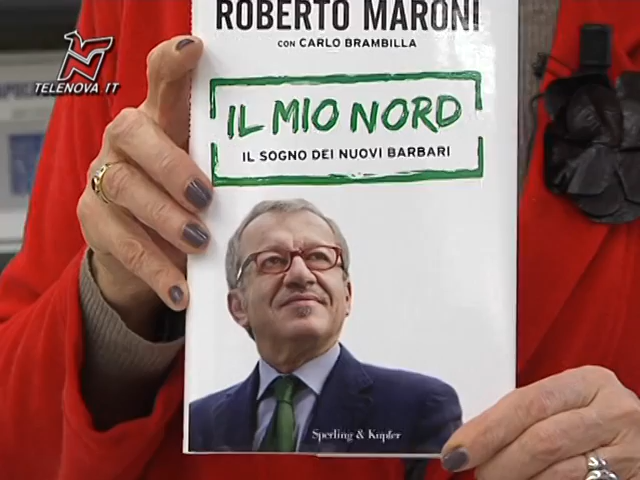 ROBERTO MARONI
CON CARLO BRAMBILLA
TELENOVA IT
IL MIO NORD
IL SOGNO DEI NUOVI BARBARI
Sperling & Kupfer